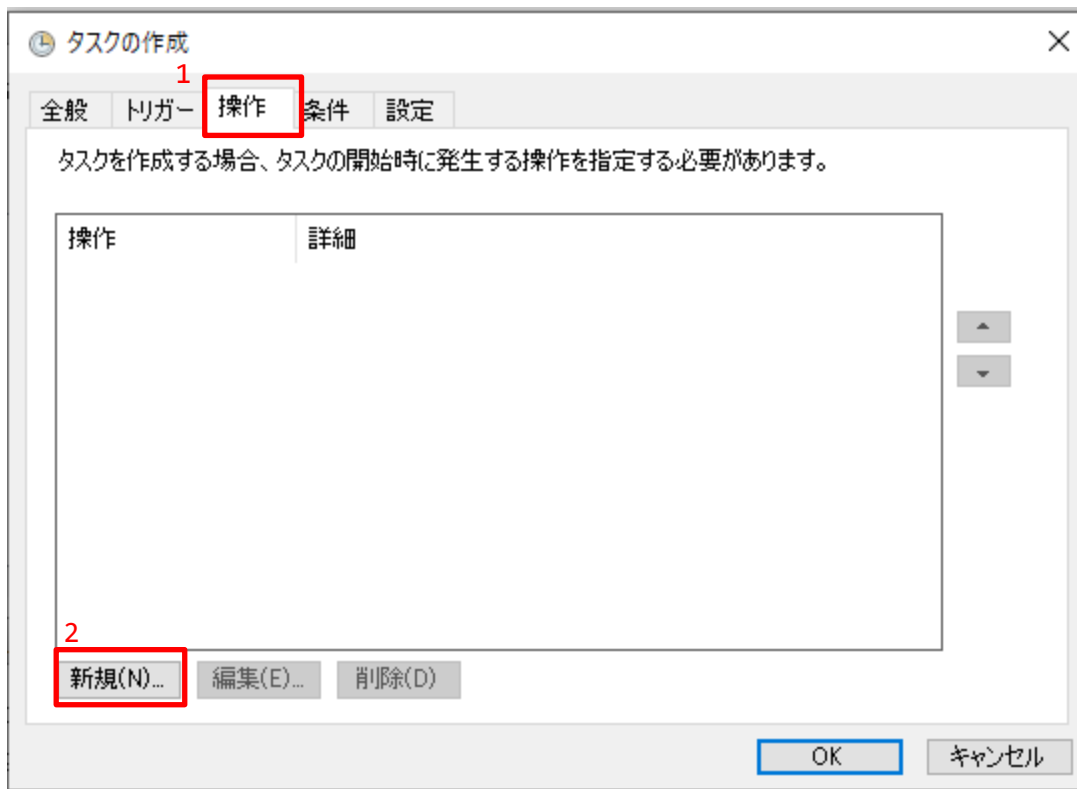 タスクの作成
1
全般 トリガー 操作 条件 設定
タスクを作成する場合、タスクの開始時に発生する操作を指定する必要があります。
操作 詳細
2
新規(N)... 編集(E)... 削除(D)
OK キャンセル